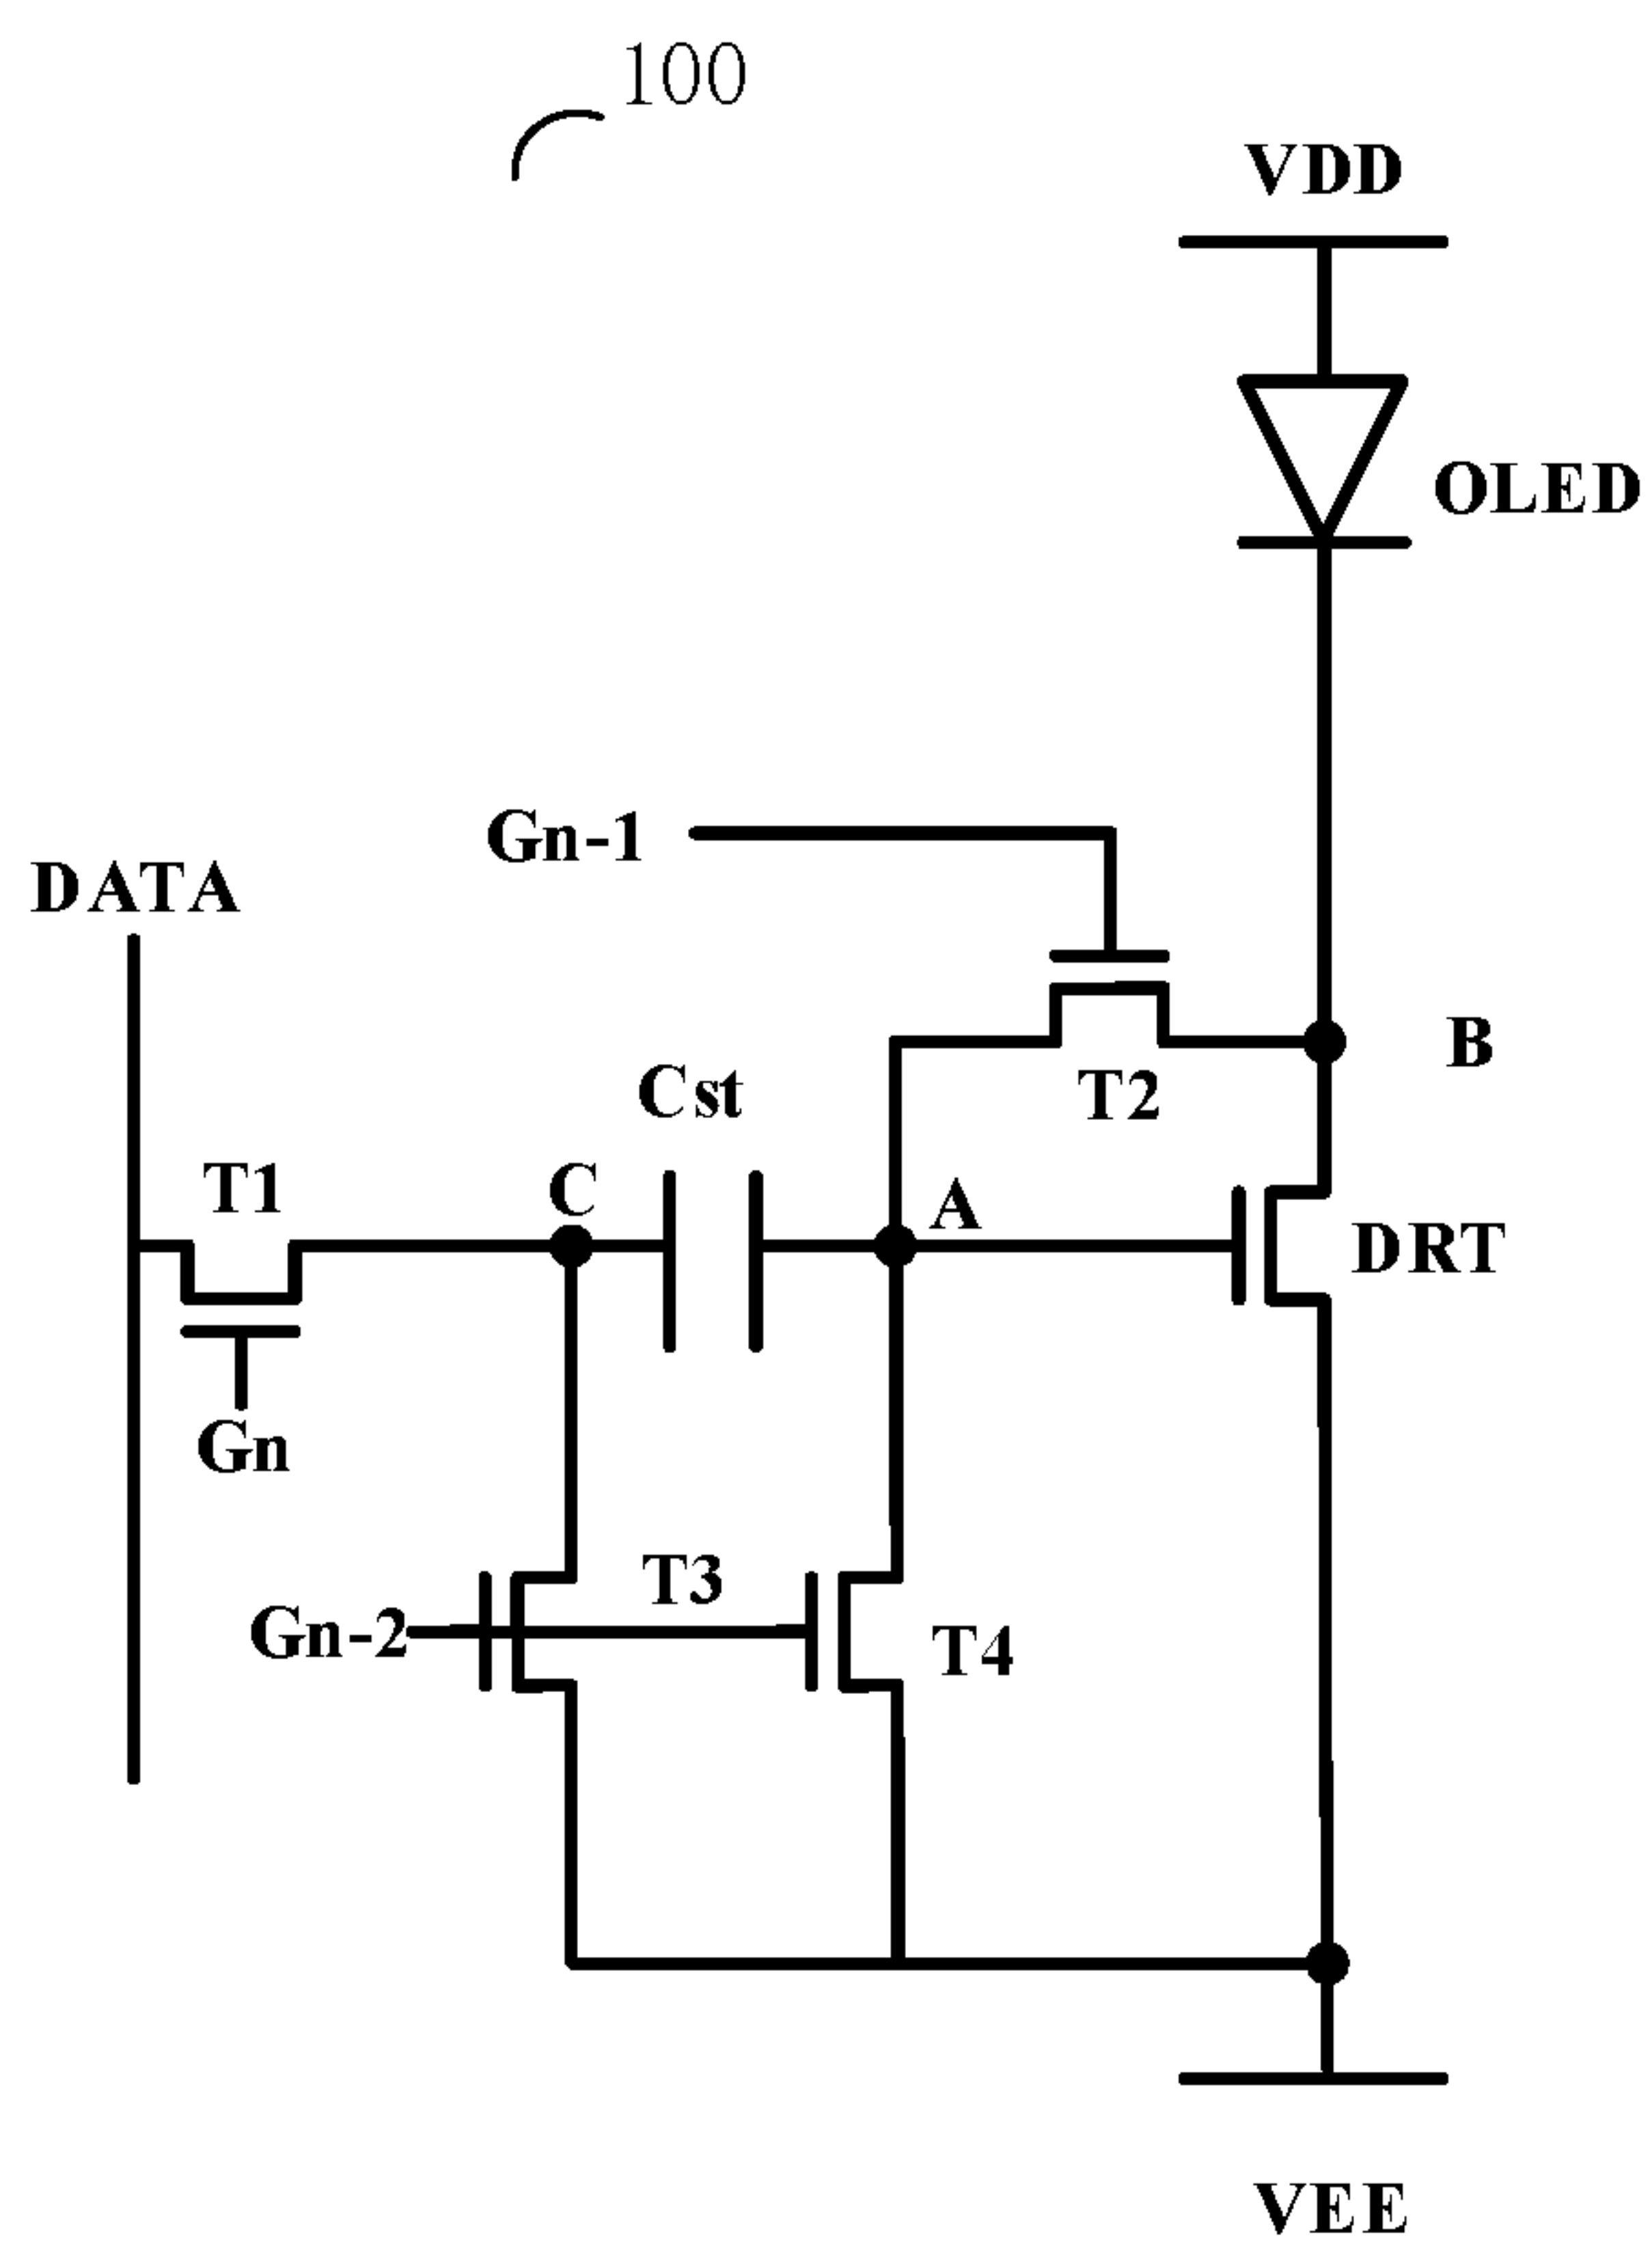 100
VDD
OLED
Gn-1
DATA
B
Cst
T2
T1
C
A
DRT
Gn
T3
Gn-2
T4
VEE